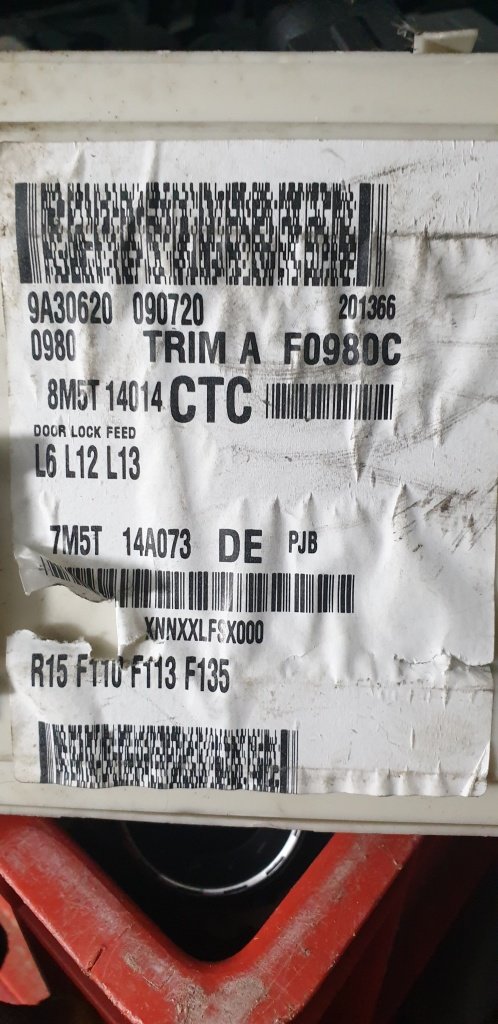 9A30620 090720 201366
0980 TRIM A F0980C
8M5T 14014 CTC
DOOR LOCK FEED
L6 L12 L13
7M5T 14A073 DE PJB
XNNXXLFSX000
R15 F110 F113 F135